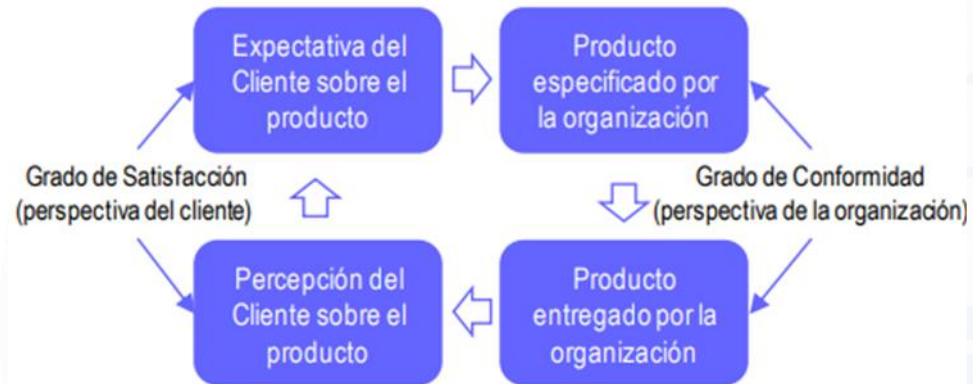 Expectativa del
Cliente sobre el
producto
Producto
especificado por
la organización
Grado de Satisfacción
(perspectiva del cliente)
Grado de Conformidad
(perspectiva de la organización)
Percepción del
Cliente sobre el
producto
Producto
entregado por la
organización